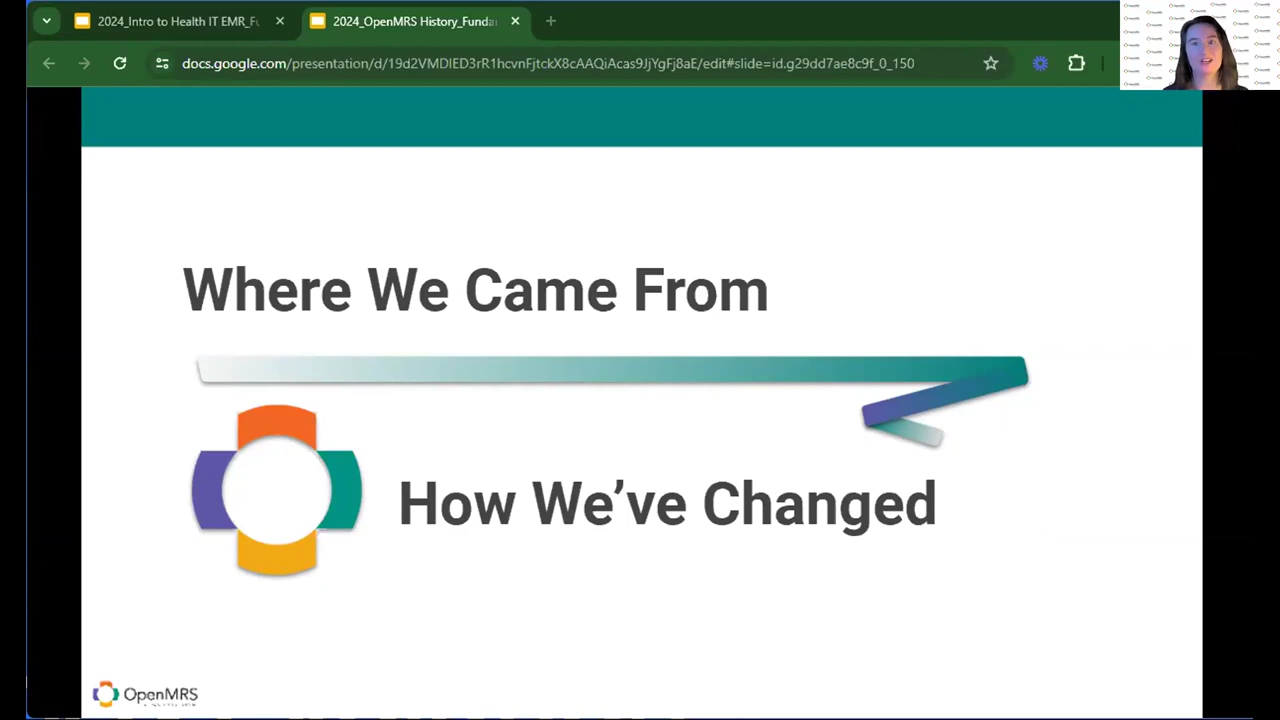 2024_Intro to Health IT EMR_Fu
2024_OpenMRS History_Funda
docs.google.com/presentation/d/19d2VMDlED3R1hovnFJtckXscAAQiAcas9JjYgFj8aE/edit#slide=id.g29dd7ae8c9f_0_150
Where We Came From
How We’ve Changed
OpenMRS